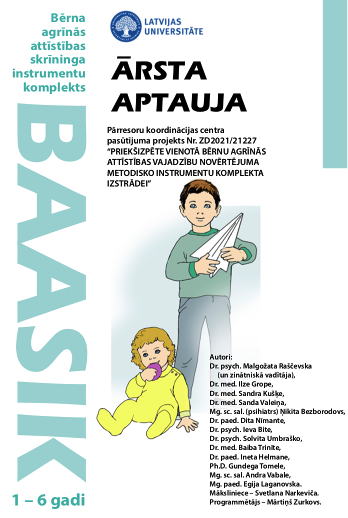 Bērna
agrīnās
attīstības
skrīninga
instrumentu
komplekts
LATVIJAS
UNIVERSITĀTE
ĀRSTA
APTAUJA
Pārresoru koordinācijas centra
pasūtījuma projekts Nr. ZD2021/21227
“PRIEKŠIZPĒTE VIENOTĀ BĒRNU AGRĪNĀS
ATTĪSTĪBAS VAJADZĪBU NOVĒRTĒJUMA
METODISKO INSTRUMENTU KOMPLEKTA
IZSTRĀDEI”
BAASIK
Autori:
Dr. psych. Malgožata Raščevska
(un zinātniskā vadītāja),
Dr. med. Ilze Grope,
Dr. med. Sandra Kušķe,
Dr. med. Sanda Valeiņa,
Mg. sc. sal. (psihiatrs) Ņikita Bezborodovs,
Dr. paed. Dita Nīmante,
Dr. psych. Ieva Bite,
Dr. psych. Solvita Umbraško,
Dr. med. Baiba Trinīte,
Dr. paed. Ineta Helmane,
Ph.D. Gundega Tomele,
Mg. sc. sal. Andra Vabale,
Mg. paed. Egija Laganovska.
Māksliniece – Svetlana Narkeviča.
Programmētājs – Mārtiņš Zurkovs.
1 – 6 gadi